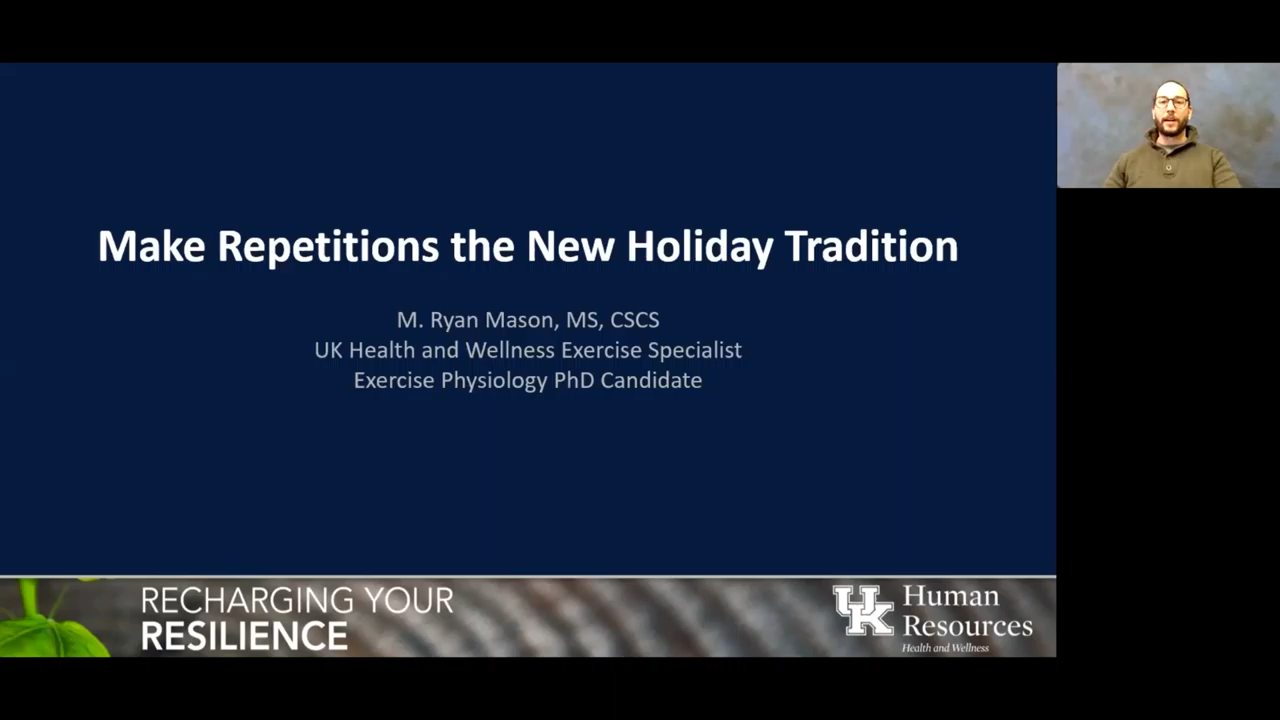 Make Repetitions the New Holiday Tradition
M. Ryan Mason, MS, CSCS
UK Health and Wellness Exercise Specialist
Exercise Physiology PhD Candidate
RECHARGING YOUR
RESILIENCE
UK
Human
Resources
Health and Wellness